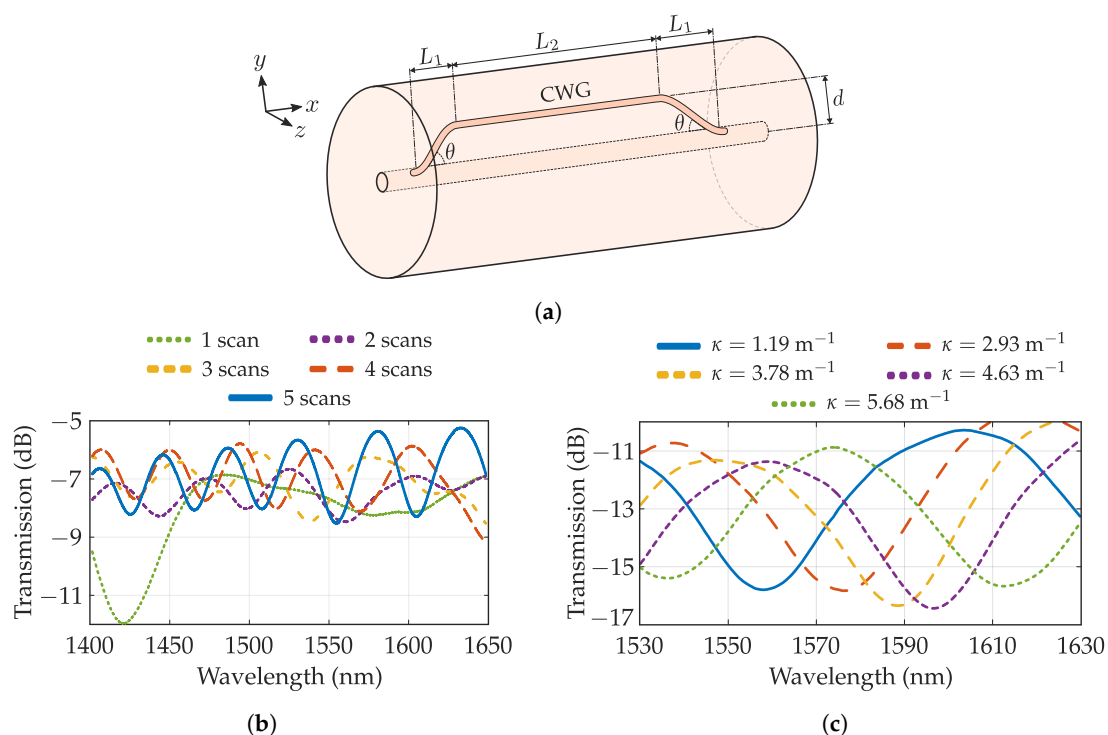 L₁ L₂ L₁
y
x
z
CWG
d
θ θ
(a)
1 scan 2 scans
3 scans 4 scans
5 scans
κ = 1.19 m⁻¹ κ = 2.93 m⁻¹
κ = 3.78 m⁻¹ κ = 4.63 m⁻¹
κ = 5.68 m⁻¹
Transmission (dB)
−5
−7
−9
−11
1400 1450 1500 1550 1600 1650
Wavelength (nm)
(b)
Transmission (dB)
−11
−13
−15
−17
1530 1550 1570 1590 1610 1630
Wavelength (nm)
(c)